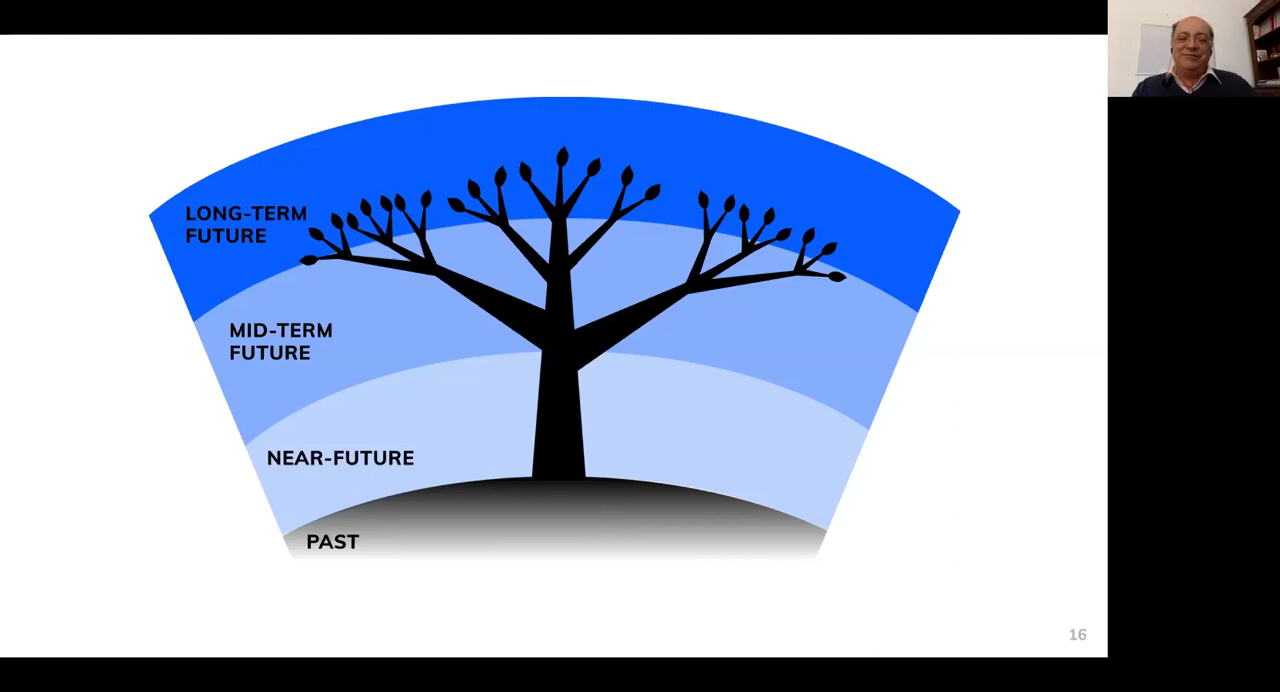 LONG-TERM
FUTURE
MID-TERM
FUTURE
NEAR-FUTURE
PAST
16